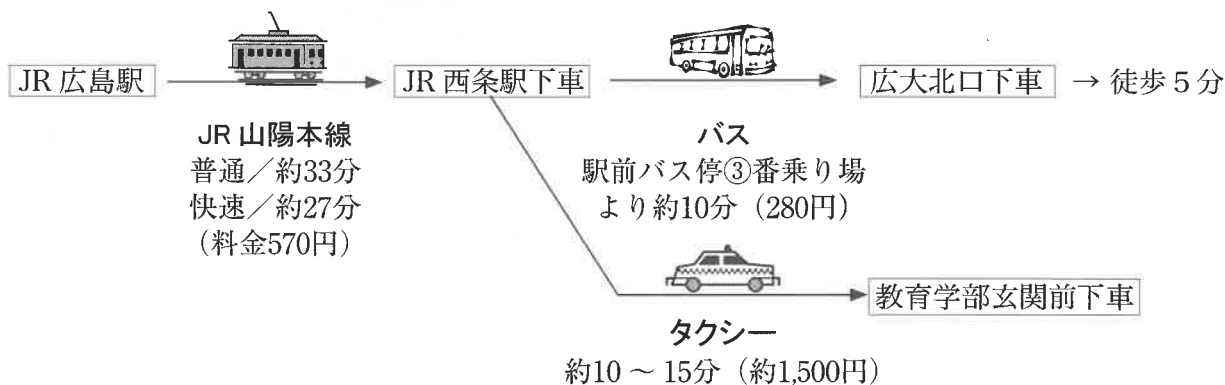 JR 広島駅
JR 山陽本線
普通／約33分
快速／約27分
（料金570円）
JR 西条駅下車
バス
駅前バス停③番乗り場
より約10分（280円）
広大北口下車 → 徒歩５分
タクシー
約10 ～ 15分（約1,500円）
教育学部玄関前下車